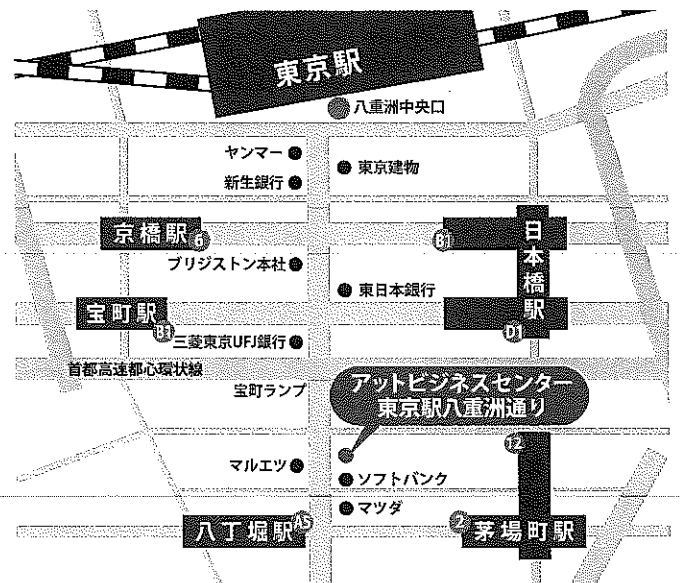 東京駅
八重洲中央口
ヤンマー
東京建物
新生銀行
京橋駅
6
B1
日本橋駅
ブリジストン本社
東日本銀行
宝町駅
D1
三菱東京UFJ銀行
首都高速都心環状線
宝町ランプ
アットビジネスセンター
東京駅八重洲通り
12
マルエツ
ソフトバンク
マツダ
八丁堀駅
A5
2
茅場町駅